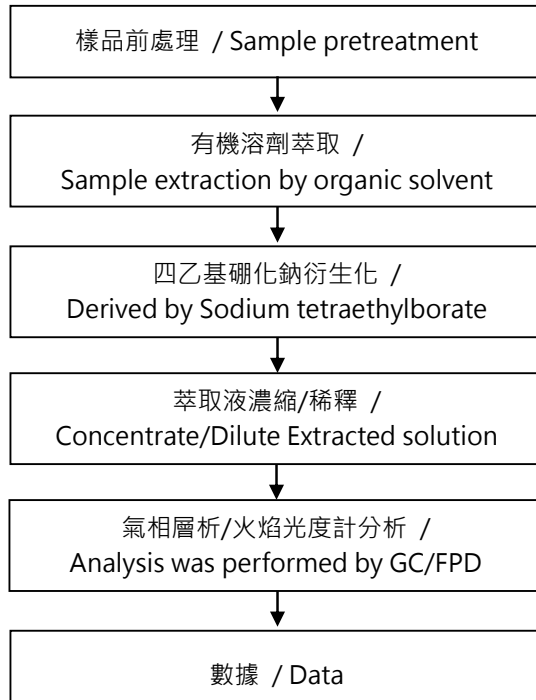 樣品前處理 / Sample pretreatment
有機溶劑萃取 /
Sample extraction by organic solvent
四乙基硼化鈉衍生化 /
Derived by Sodium tetraethylborate
萃取液濃縮/稀釋 /
Concentrate/Dilute Extracted solution
氣相層析/火焰光度計分析 /
Analysis was performed by GC/FPD
數據 / Data